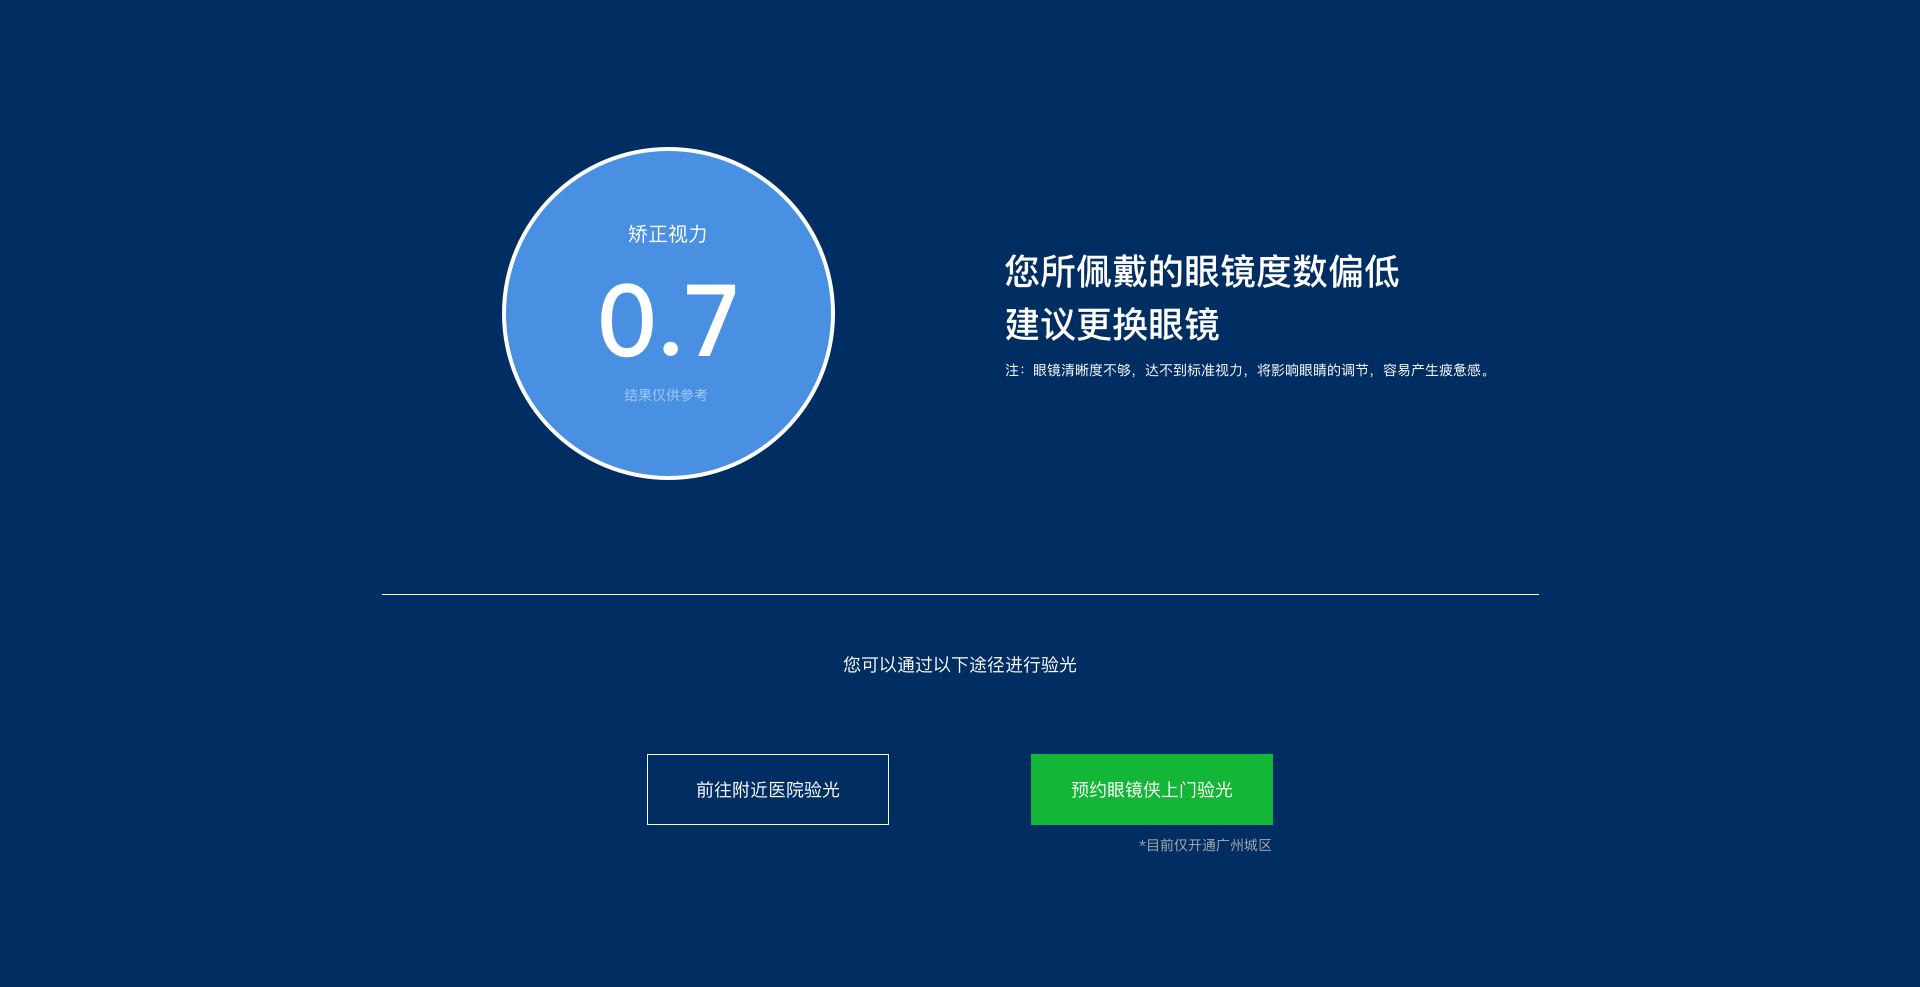 矫正视力
0.7
结果仅供参考
您所佩戴的眼镜度数偏低
建议更换眼镜
注：眼镜清晰度不够，达不到标准视力，将影响眼睛的调节，容易产生疲惫感。
您可以通过以下途径进行验光
前往附近医院验光
预约眼镜侠上门验光
*目前仅开通广州城区